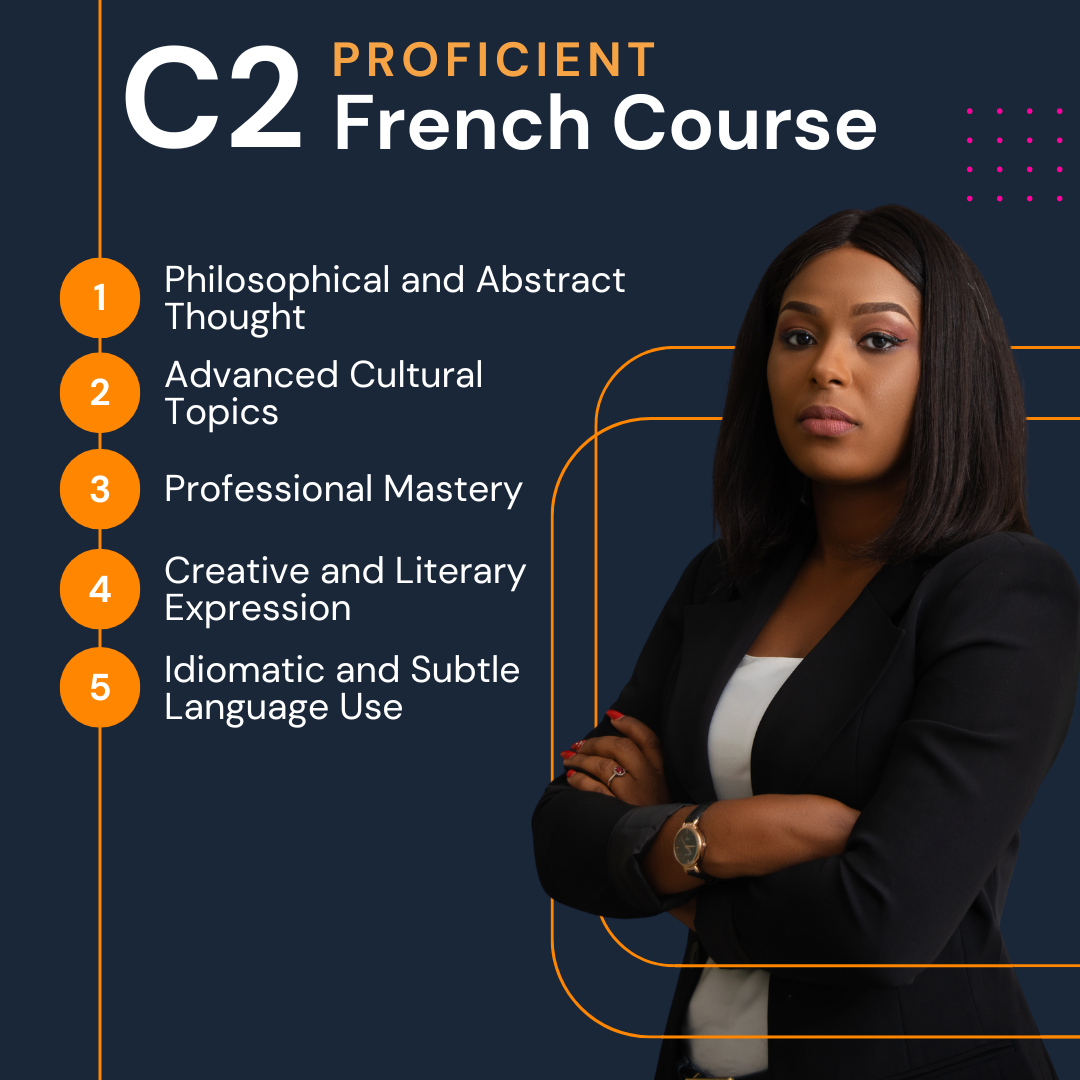 C2 PROFICIENT
French Course
1 Philosophical and Abstract
Thought
2 Advanced Cultural
Topics
3 Professional Mastery
4 Creative and Literary
Expression
5 Idiomatic and Subtle
Language Use